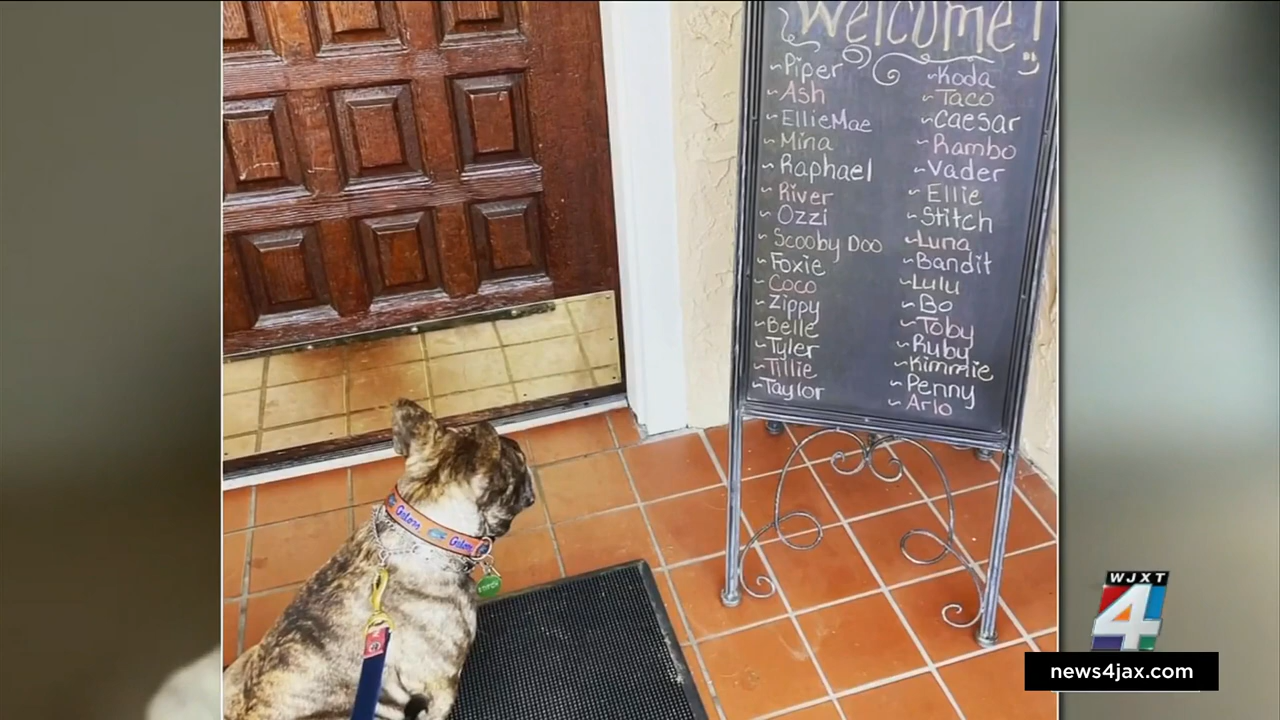 Welcome!
~Piper
~Ash
~EllieMae
~Mina
~Raphael
~River
~Ozzi
~Scooby Doo
~Foxie
~Coco
~Zippy
~Belle
~Tyler
~Tillie
~Taylor
~Koda
~Taco
~Caesar
~Rambo
~Vader
~Ellie
~Stitch
~Luna
~Bandit
~Lulu
~Bo
~Toby
~Ruby
~Kimmie
~Penny
~Arlo
Gators
Gators
WJXT
4
news4jax.com